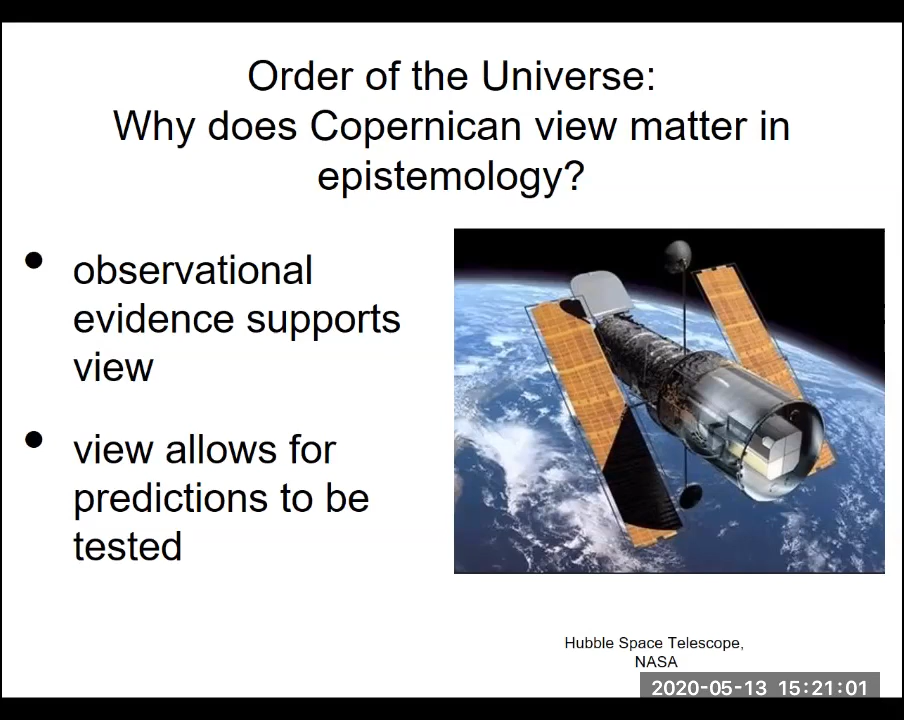 Order of the Universe:
Why does Copernican view matter in
epistemology?
• observational
evidence supports
view
• view allows for
predictions to be
tested
Hubble Space Telescope,
NASA
2020-05-13 15:21:01